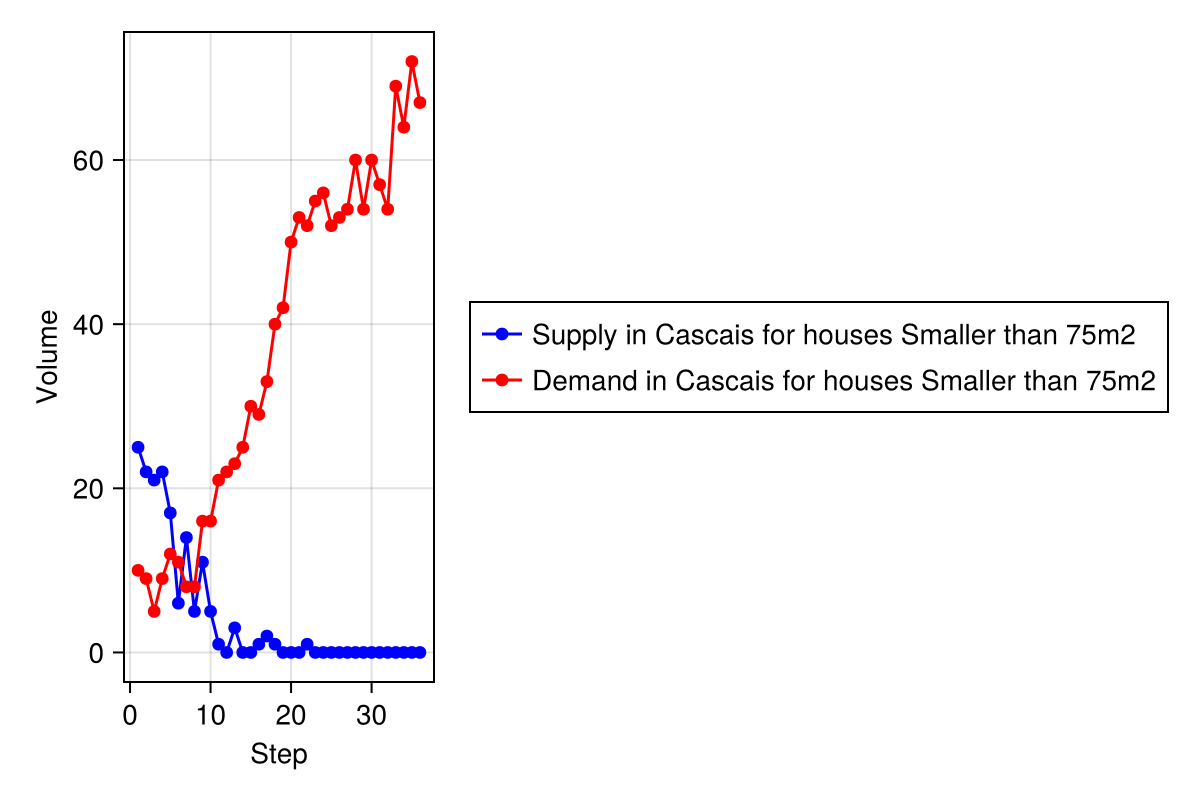 60
40
20
0
Volume
0 10 20 30
Step
Supply in Cascais for houses Smaller than 75m2
Demand in Cascais for houses Smaller than 75m2